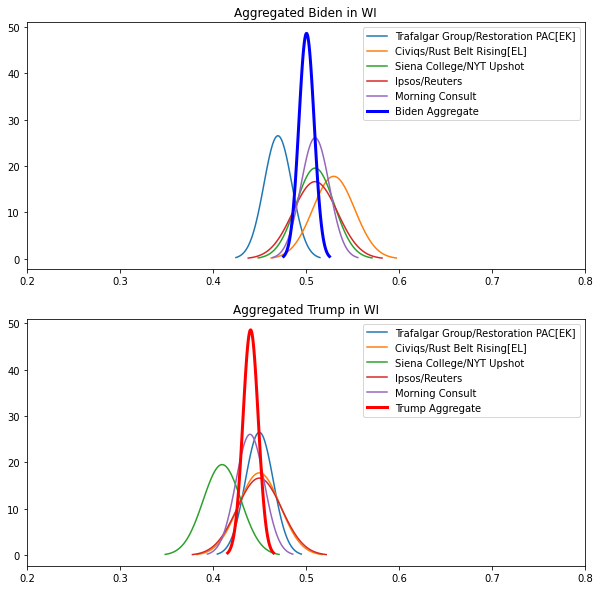 Aggregated Biden in WI
50
40
30
20
10
0
Trafalgar Group/Restoration PAC[EK]
Civiqs/Rust Belt Rising[EL]
Siena College/NYT Upshot
Ipsos/Reuters
Morning Consult
Biden Aggregate
0.2 0.3 0.4 0.5 0.6 0.7 0.8
Aggregated Trump in WI
50
40
30
20
10
0
Trafalgar Group/Restoration PAC[EK]
Civiqs/Rust Belt Rising[EL]
Siena College/NYT Upshot
Ipsos/Reuters
Morning Consult
Trump Aggregate
0.2 0.3 0.4 0.5 0.6 0.7 0.8